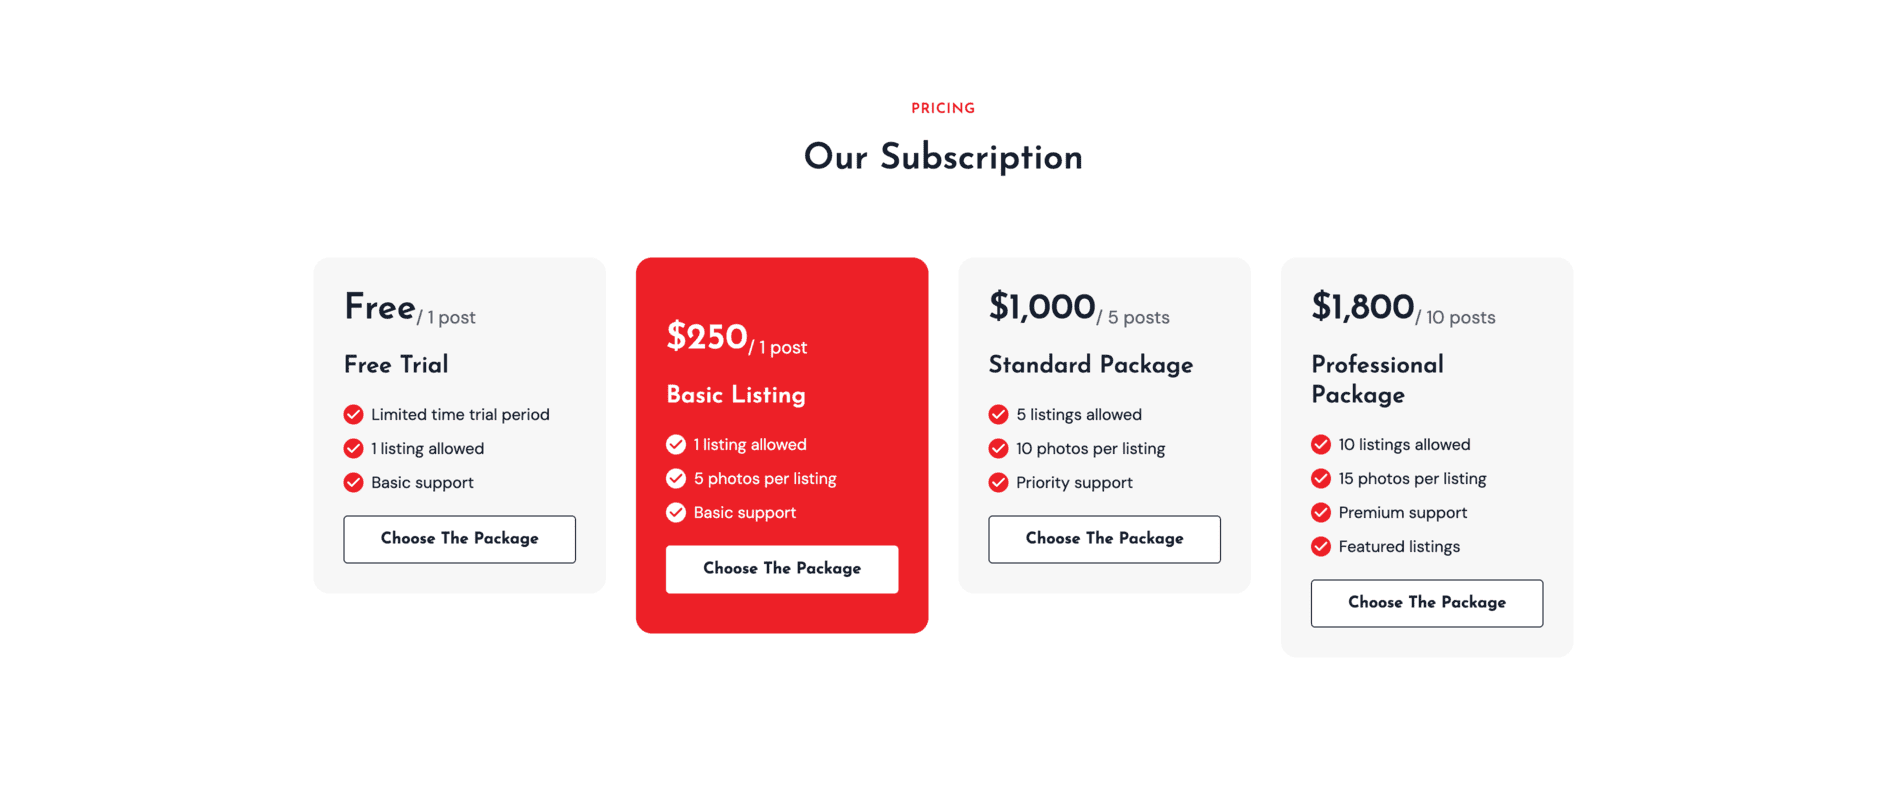 PRICING
Our Subscription
Free/ 1 post
Free Trial
Limited time trial period
1 listing allowed
Basic support
Choose The Package
$250/ 1 post
Basic Listing
1 listing allowed
5 photos per listing
Basic support
Choose The Package
$1,000/ 5 posts
Standard Package
5 listings allowed
10 photos per listing
Priority support
Choose The Package
$1,800/ 10 posts
Professional
Package
10 listings allowed
15 photos per listing
Premium support
Featured listings
Choose The Package